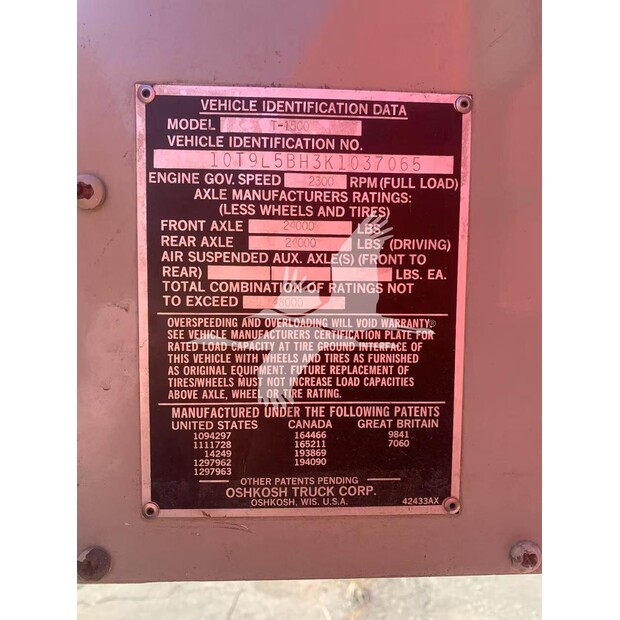 VEHICLE IDENTIFICATION DATA
MODEL T-1500
VEHICLE IDENTIFICATION NO.
10T9L5BH3K1037065
ENGINE GOV. SPEED 2300 RPM (FULL LOAD)
AXLE MANUFACTURERS RATINGS:
(LESS WHEELS AND TIRES)
FRONT AXLE 24000 LBS.
REAR AXLE 24000 LBS. (DRIVING)
AIR SUSPENDED AUX. AXLE(S) (FRONT TO
REAR) LBS. EA.
TOTAL COMBINATION OF RATINGS NOT
TO EXCEED
OVERSPEEDING AND OVERLOADING WILL VOID WARRANTY.
SEE VEHICLE MANUFACTURERS CERTIFICATION PLATE FOR
RATED LOAD CAPACITY AT TIRE GROUND INTERFACE OF
THIS VEHICLE WITH WHEELS AND TIRES AS FURNISHED
AS ORIGINAL EQUIPMENT. FUTURE REPLACEMENT OF
TIRES/WHEELS MUST NOT INCREASE LOAD CAPACITIES
ABOVE AXLE, WHEEL OR TIRE RATING.
MANUFACTURED UNDER THE FOLLOWING PATENTS
UNITED STATES CANADA GREAT BRITAIN
1094297 164466 9841
1111728 165211 7060
14249 193869
1297962 194090
1297963
OTHER PATENTS PENDING
OSHKOSH TRUCK CORP.
OSHKOSH, WIS. U.S.A. 42433AX